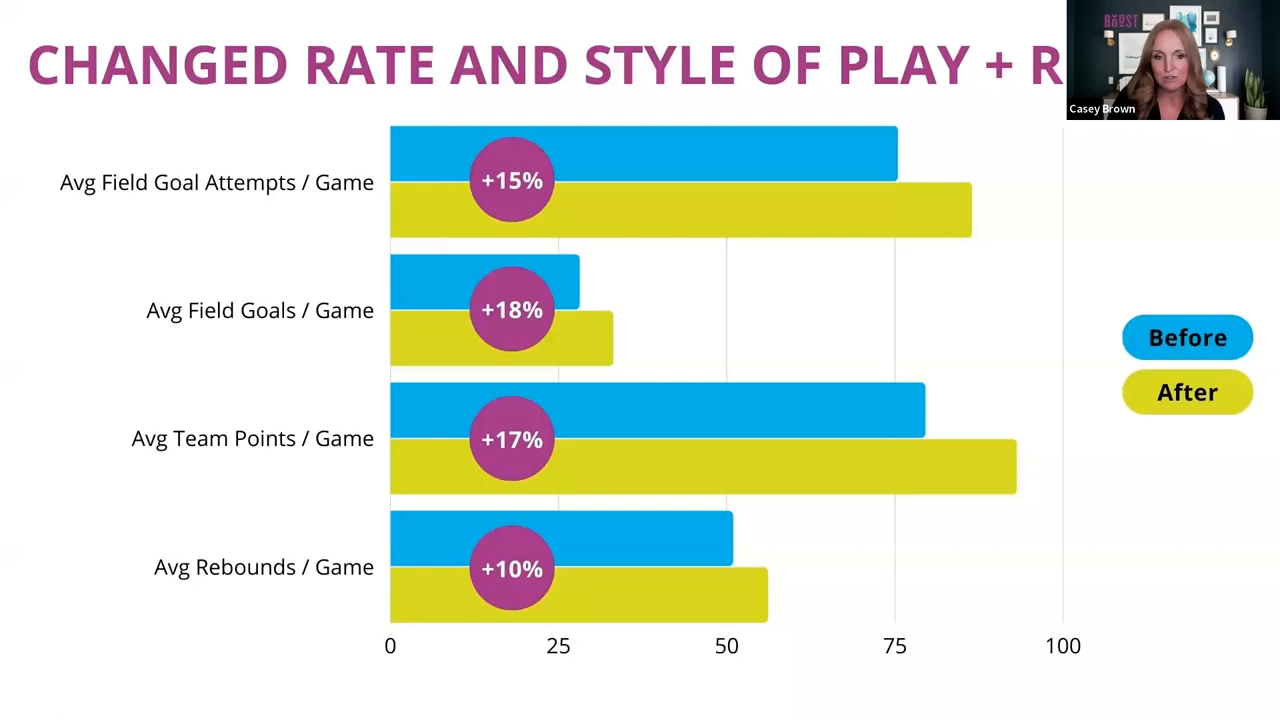 CHANGED RATE AND STYLE OF PLAY + R
BOOST
Casey Brown
Avg Field Goal Attempts / Game
+15%
Avg Field Goals / Game
+18%
Before
After
Avg Team Points / Game
+17%
Avg Rebounds / Game
+10%
0 25 50 75 100